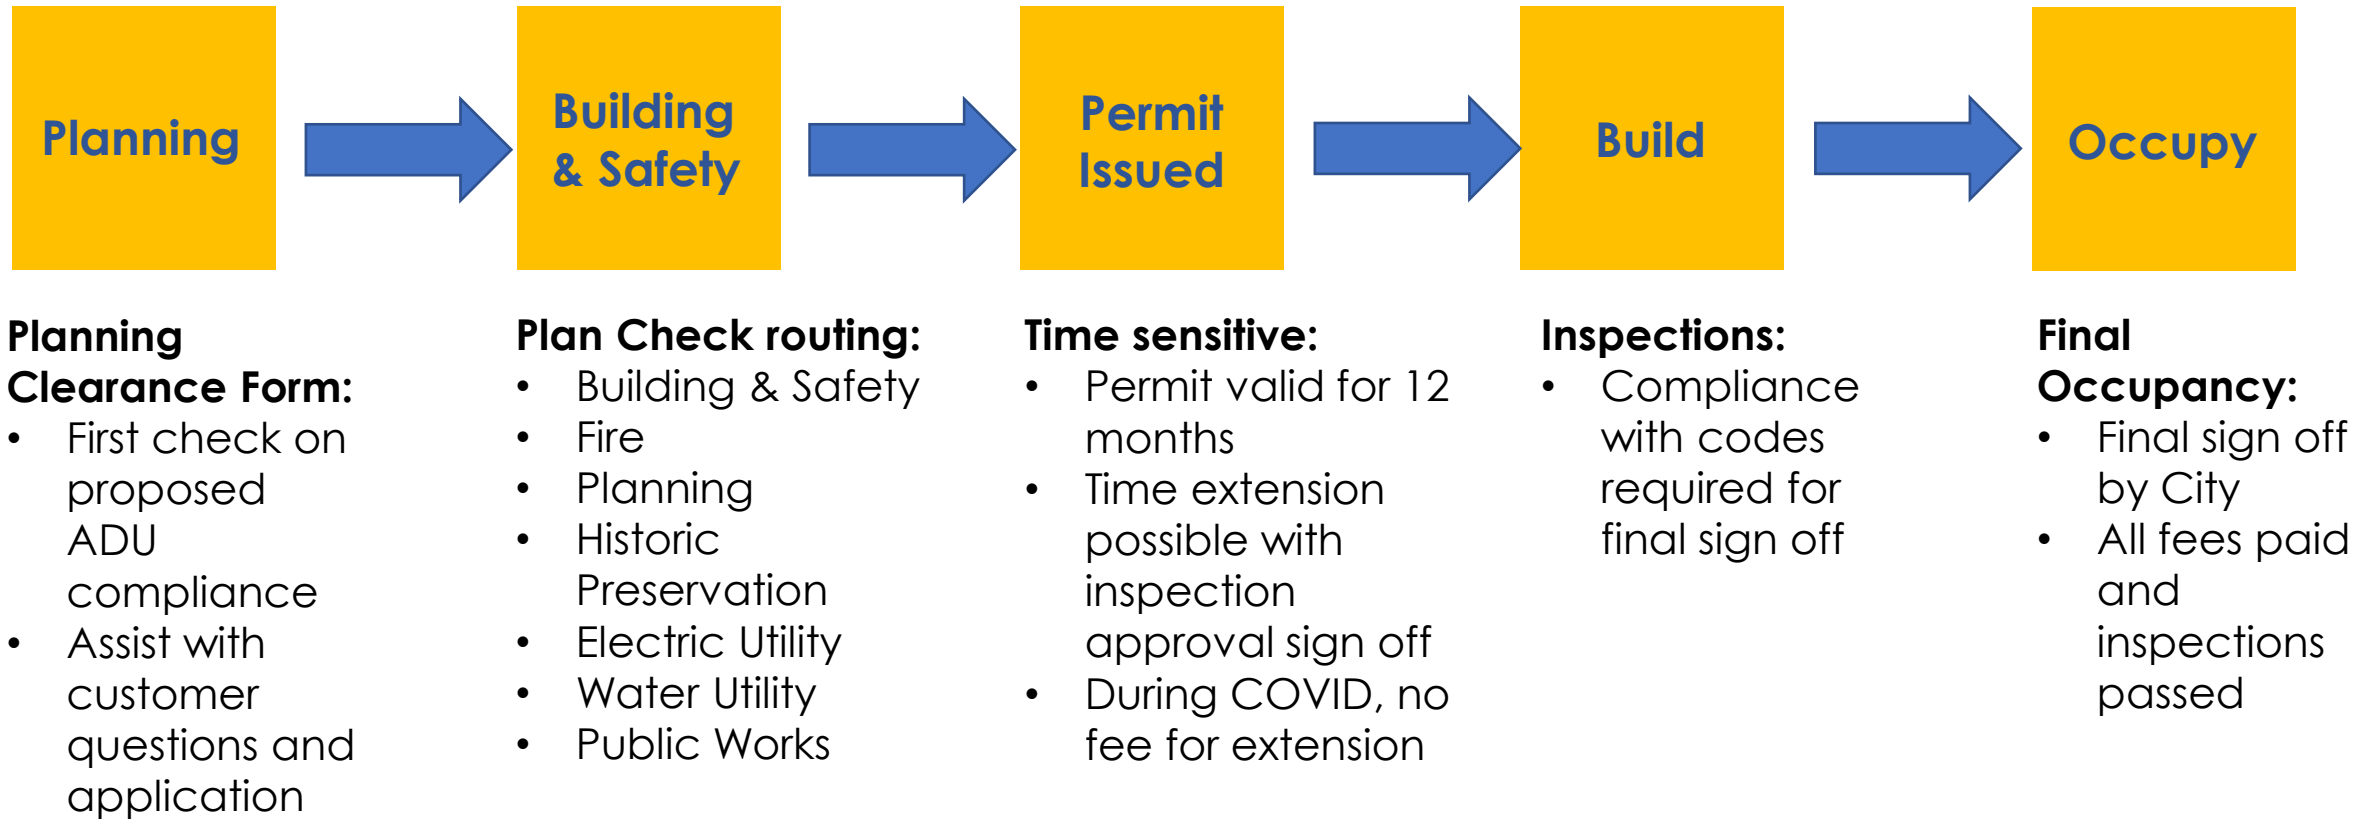 Planning
Building
& Safety
Permit
Issued
Build
Occupy
Planning
Clearance Form:
• First check on
proposed
ADU
compliance
• Assist with
customer
questions and
application
Plan Check routing:
• Building & Safety
• Fire
• Planning
• Historic
Preservation
• Electric Utility
• Water Utility
• Public Works
Time sensitive:
• Permit valid for 12
months
• Time extension
possible with
inspection
approval sign off
• During COVID, no
fee for extension
Inspections:
• Compliance
with codes
required for
final sign off
Final
Occupancy:
• Final sign off
by City
• All fees paid
and
inspections
passed